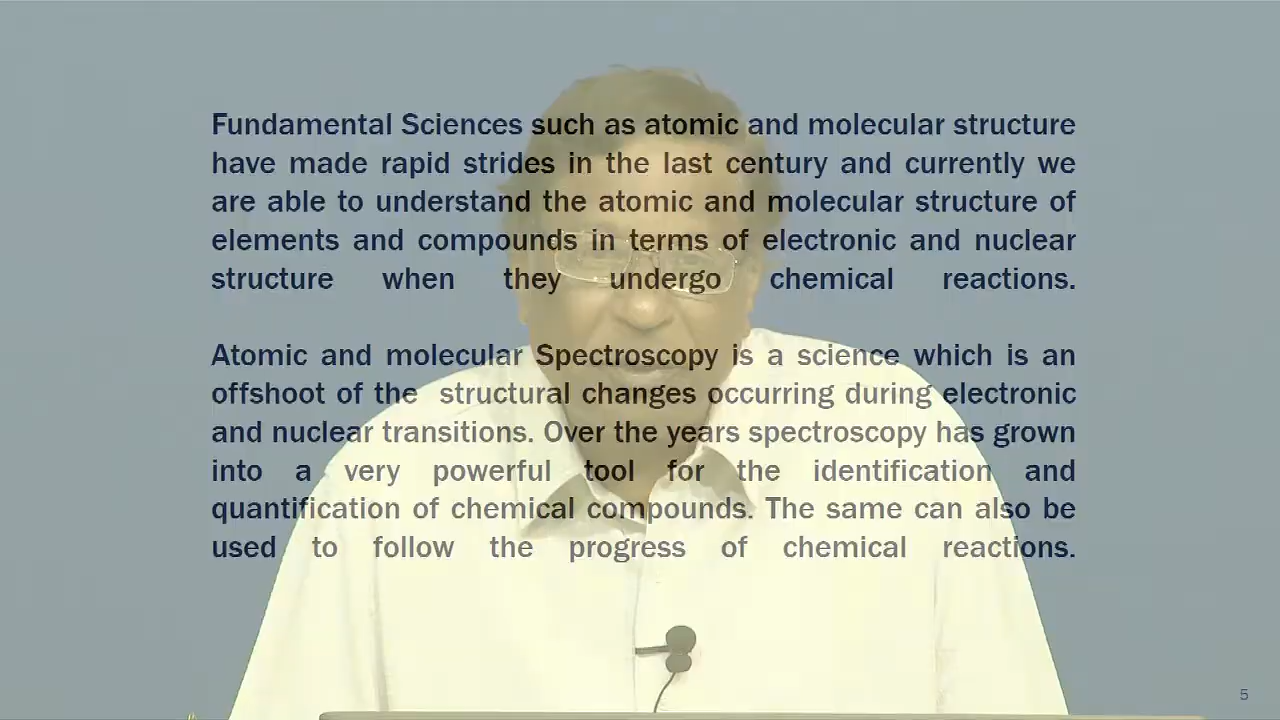 Fundamental Sciences such as atomic and molecular structure
have made rapid strides in the last century and currently we
are able to understand the atomic and molecular structure of
elements and compounds in terms of electronic and nuclear
structure when they undergo chemical reactions.
Atomic and molecular Spectroscopy is a science which is an
offshoot of the structural changes occurring during electronic
and nuclear transitions. Over the years spectroscopy has grown
into a very powerful tool for the identification and
quantification of chemical compounds. The same can also be
used to follow the progress of chemical reactions.
5